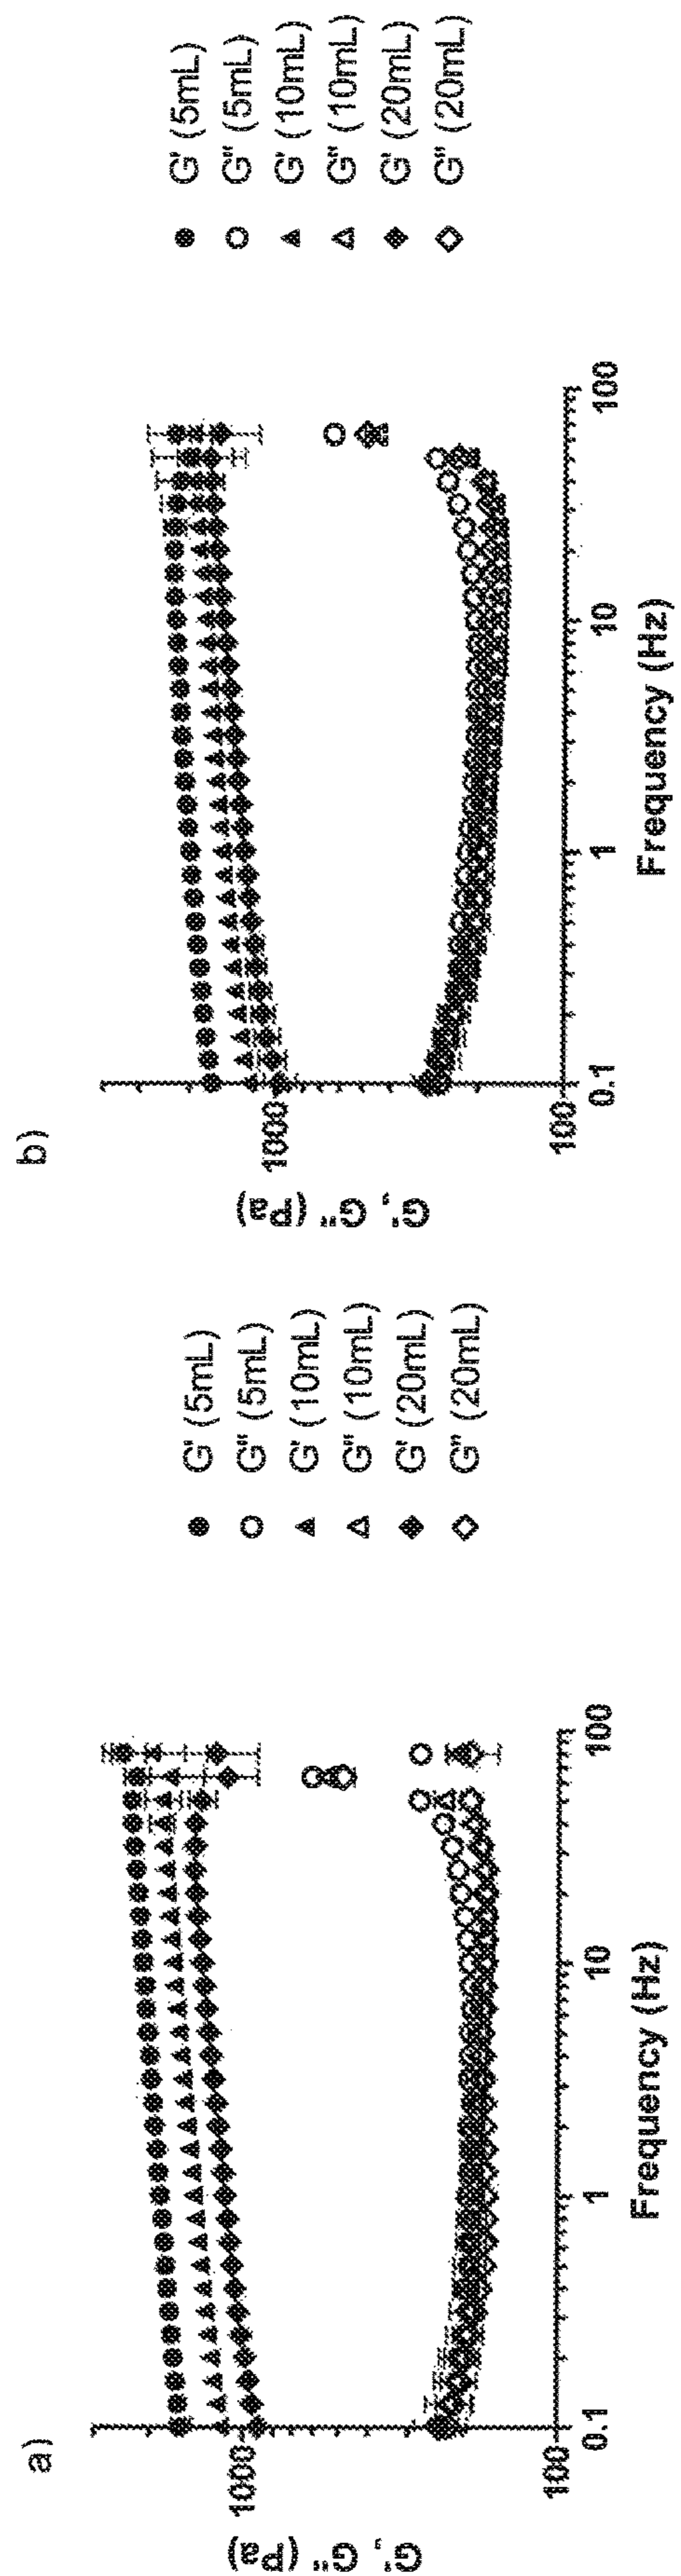 a)
G', G" (Pa)
1000
100
0.1
1
10
100
Frequency (Hz)
G' (5mL)
G" (5mL)
G' (10mL)
G" (10mL)
G' (20mL)
G" (20mL)
b)
G', G" (Pa)
1000
100
0.1
1
10
100
Frequency (Hz)
G' (5mL)
G" (5mL)
G' (10mL)
G" (10mL)
G' (20mL)
G" (20mL)